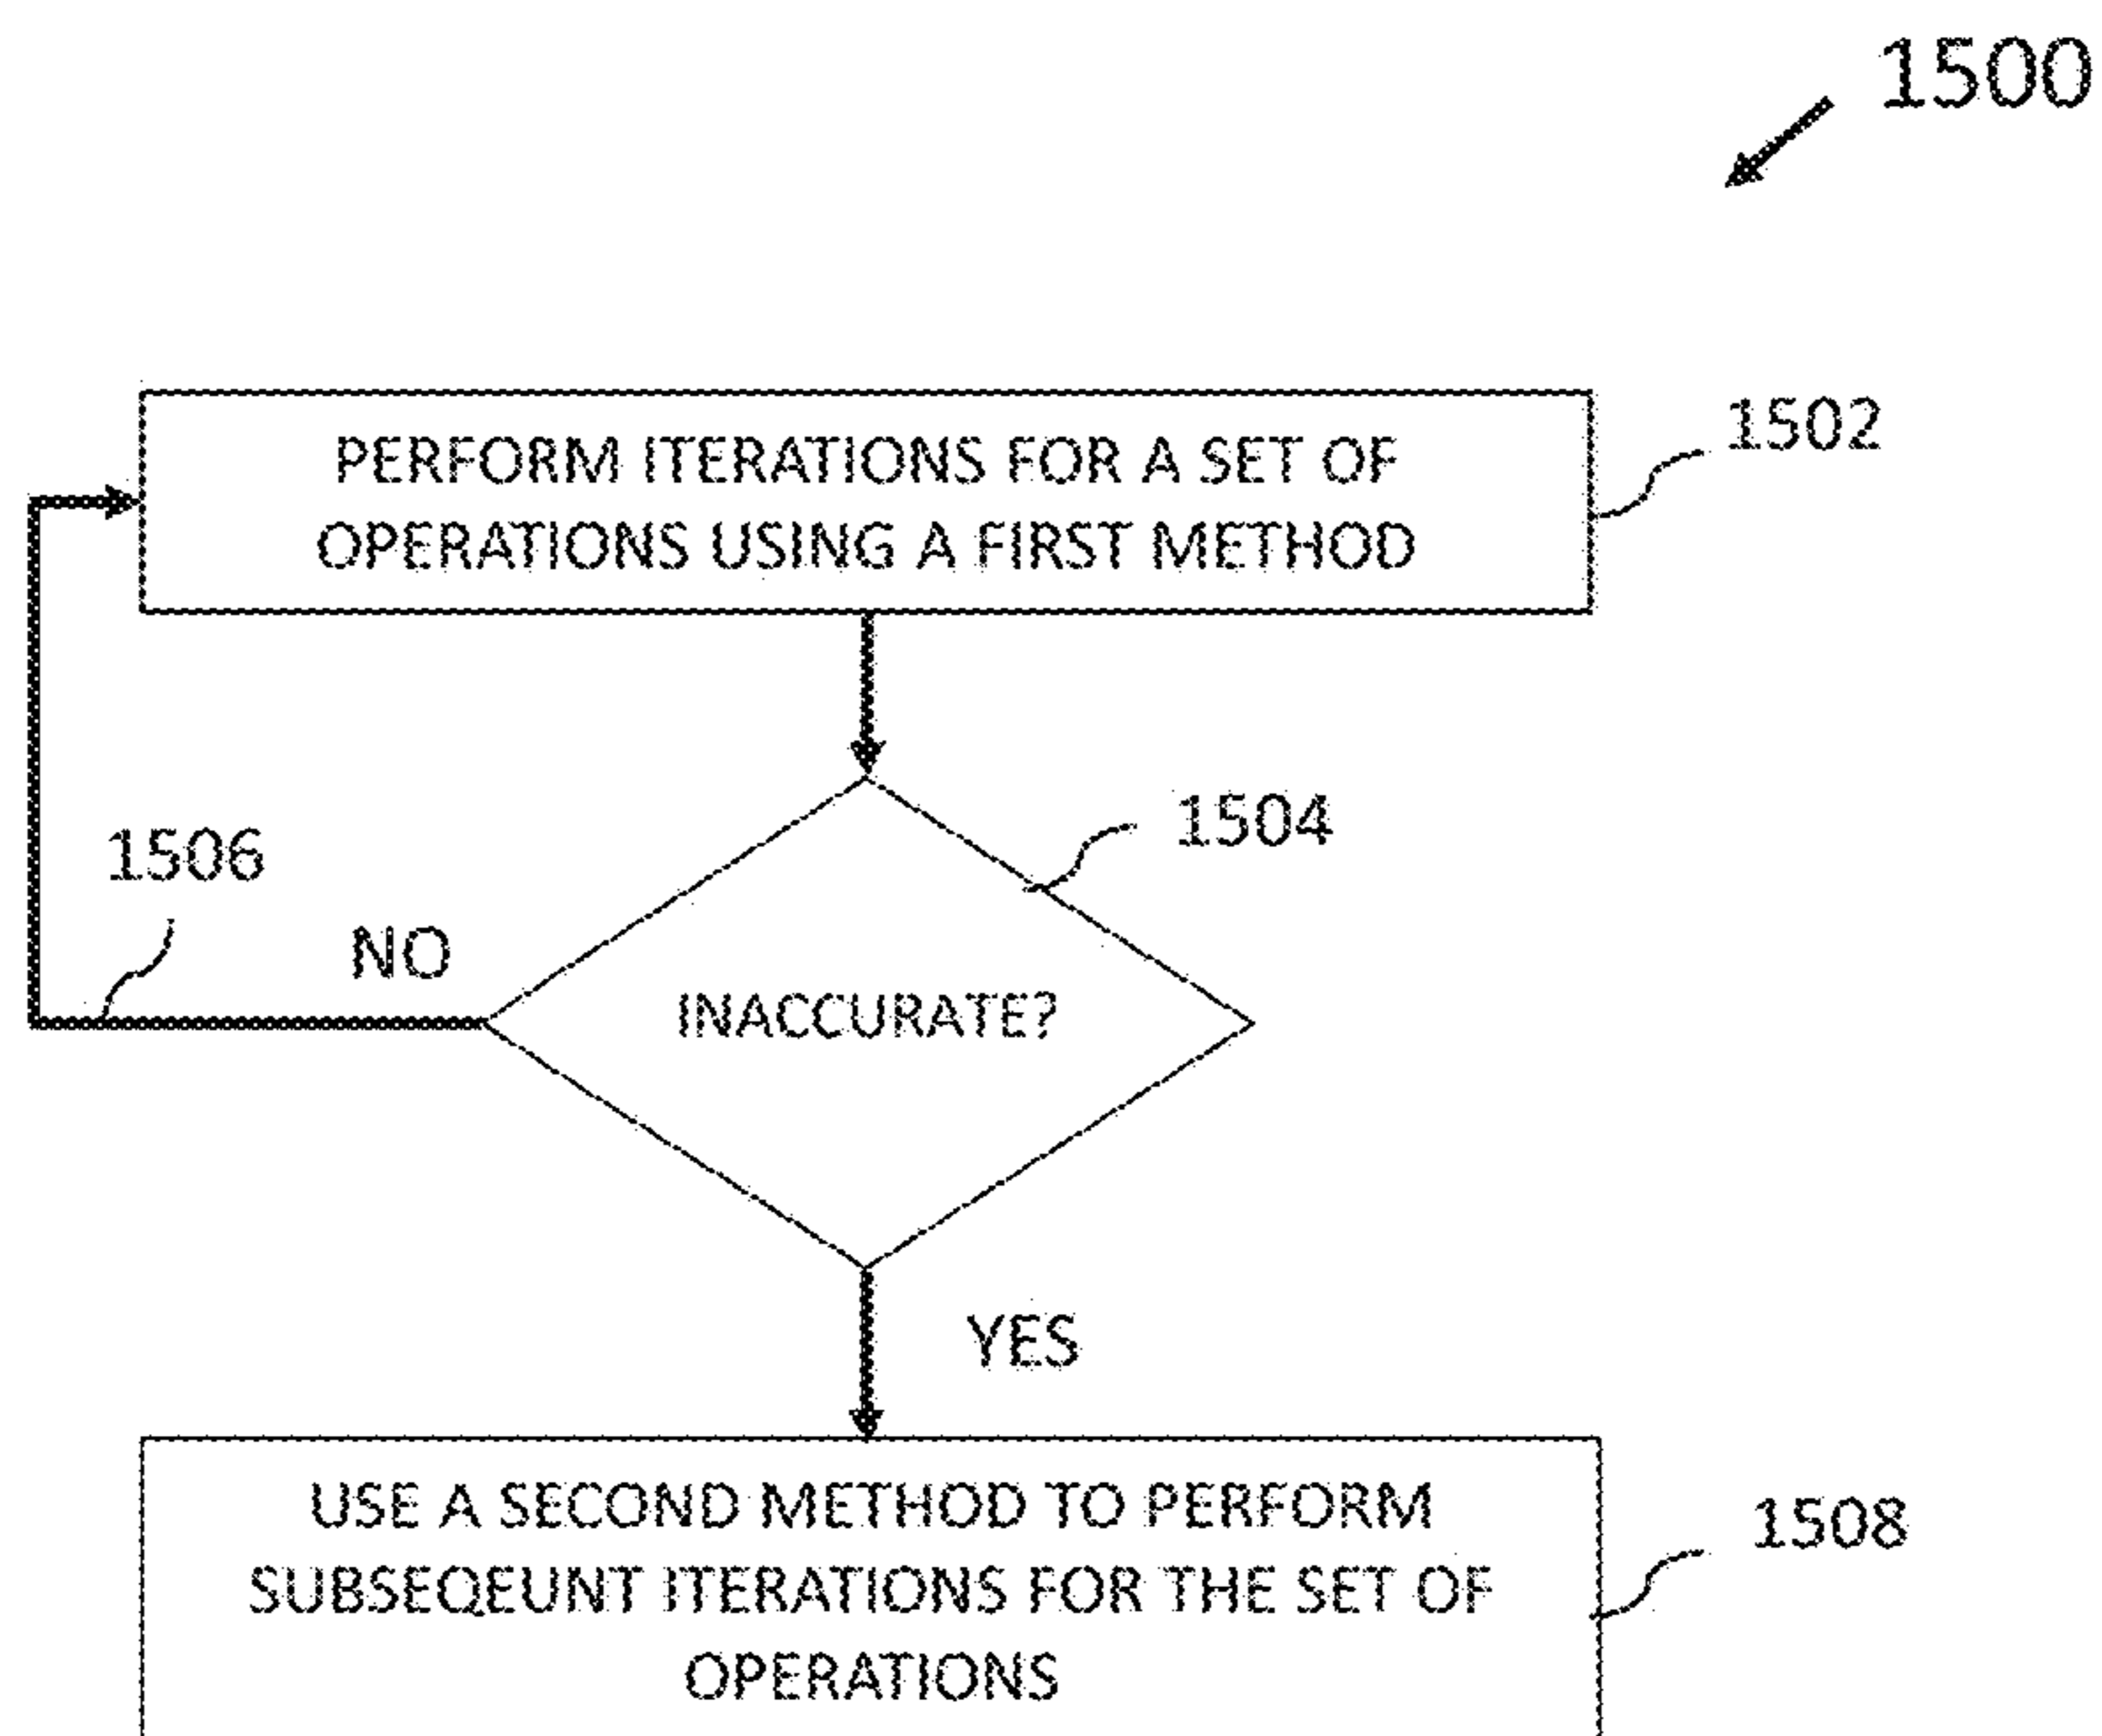 1500
PERFORM ITERATIONS FOR A SET OF
OPERATIONS USING A FIRST METHOD
1502
1504
1506
NO
INACCURATE?
YES
USE A SECOND METHOD TO PERFORM
SUBSEQEUNT ITERATIONS FOR THE SET OF
OPERATIONS
1508